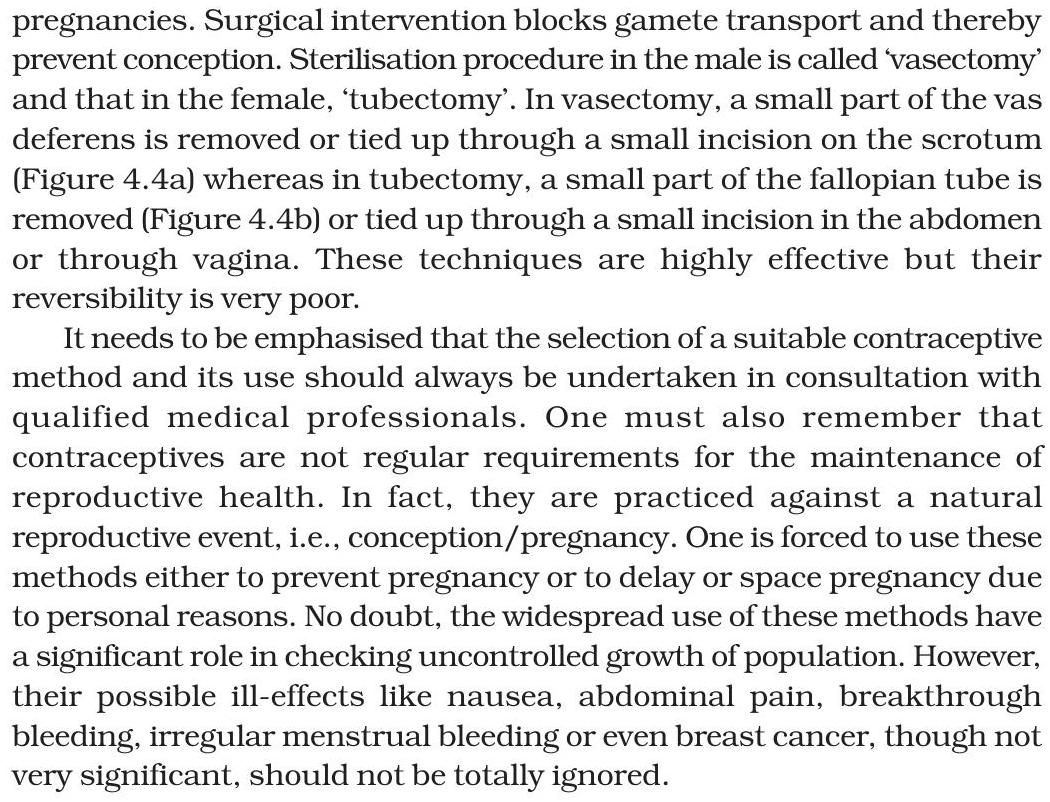 pregnancies. Surgical intervention blocks gamete transport and thereby
prevent conception. Sterilisation procedure in the male is called ‘vasectomy’
and that in the female, ‘tubectomy’. In vasectomy, a small part of the vas
deferens is removed or tied up through a small incision on the scrotum
(Figure 4.4a) whereas in tubectomy, a small part of the fallopian tube is
removed (Figure 4.4b) or tied up through a small incision in the abdomen
or through vagina. These techniques are highly effective but their
reversibility is very poor.
It needs to be emphasised that the selection of a suitable contraceptive
method and its use should always be undertaken in consultation with
qualified medical professionals. One must also remember that
contraceptives are not regular requirements for the maintenance of
reproductive health. In fact, they are practiced against a natural
reproductive event, i.e., conception/pregnancy. One is forced to use these
methods either to prevent pregnancy or to delay or space pregnancy due
to personal reasons. No doubt, the widespread use of these methods have
a significant role in checking uncontrolled growth of population. However,
their possible ill-effects like nausea, abdominal pain, breakthrough
bleeding, irregular menstrual bleeding or even breast cancer, though not
very significant, should not be totally ignored.